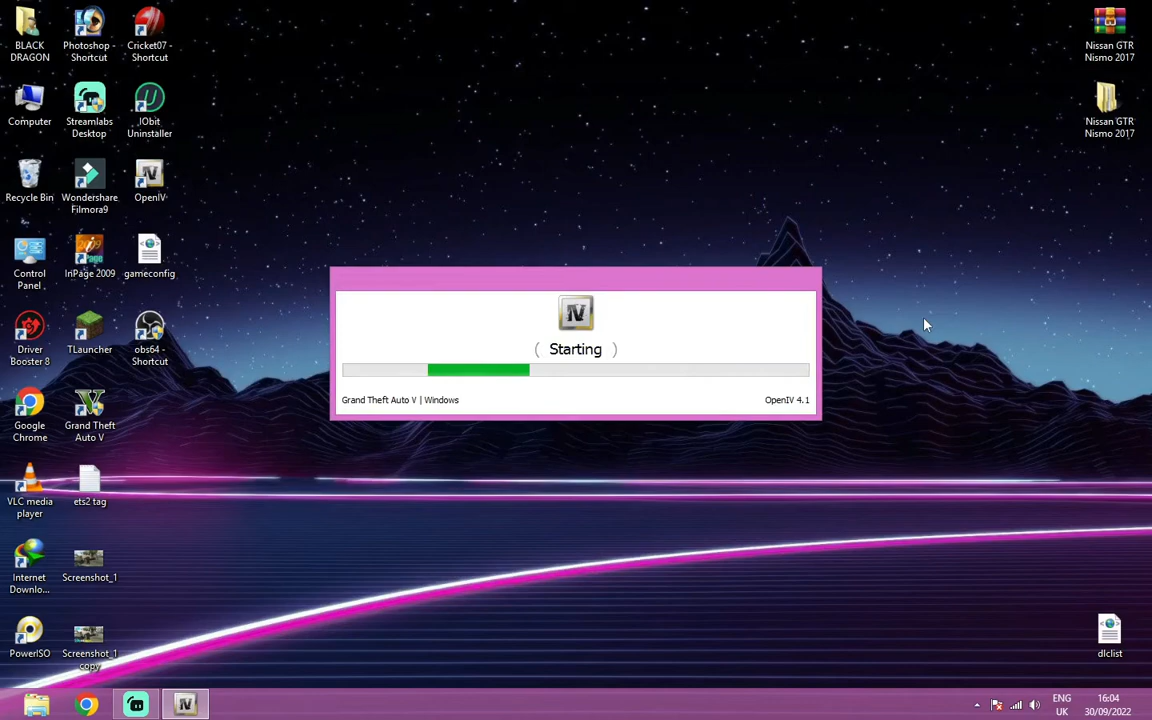 BLACK
DRAGON
Photoshop -
Shortcut
Cricket07 -
Shortcut
Computer
Streamlabs
Desktop
IObit
Uninstaller
Recycle Bin
Wondershare
Filmora9
OpenIV
Control
Panel
InPage 2009
gameconfig
Driver
Booster 8
TLauncher
obs64 -
Shortcut
Google
Chrome
Grand Theft
Auto V
VLC media
player
ets2 tag
Internet
Downlo...
Screenshot_1
PowerISO
Screenshot_1
copy
Nissan GTR
Nismo 2017
Nissan GTR
Nismo 2017
( Starting )
Grand Theft Auto V | Windows
OpenIV 4.1
dlclist
ENG
UK
16:04
30/09/2022